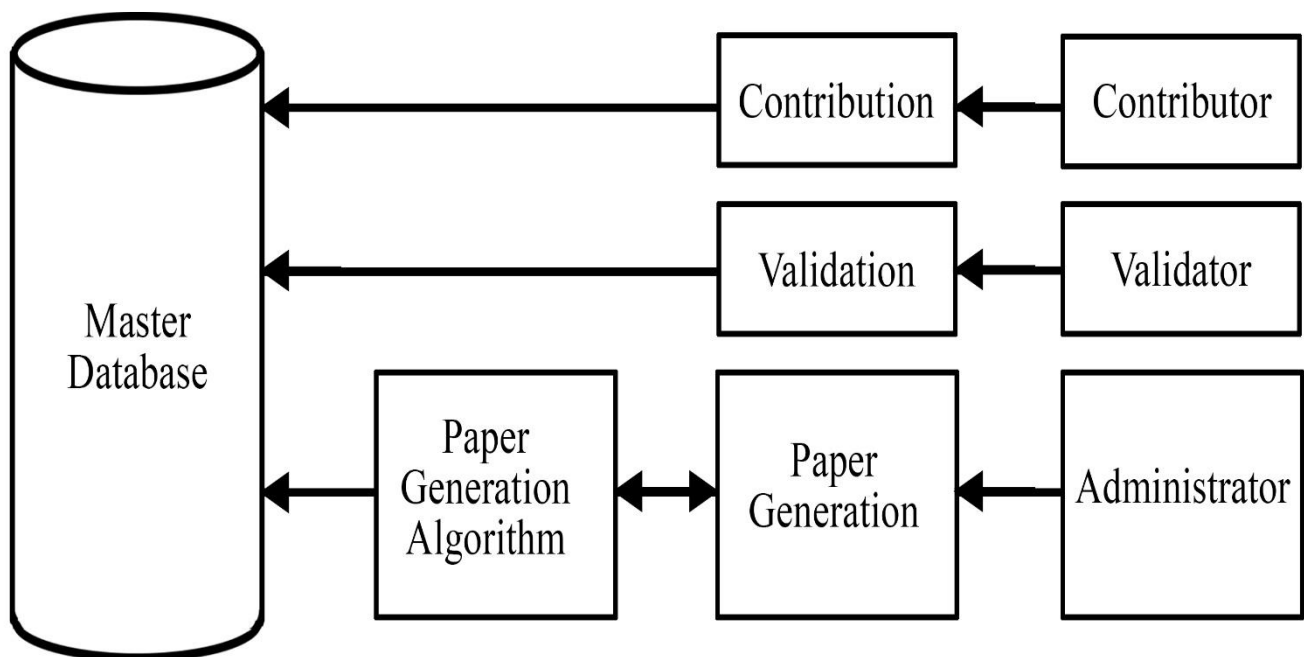 Contribution
Contributor
Validation
Validator
Master
Database
Paper
Generation
Algorithm
Paper
Generation
Administrator